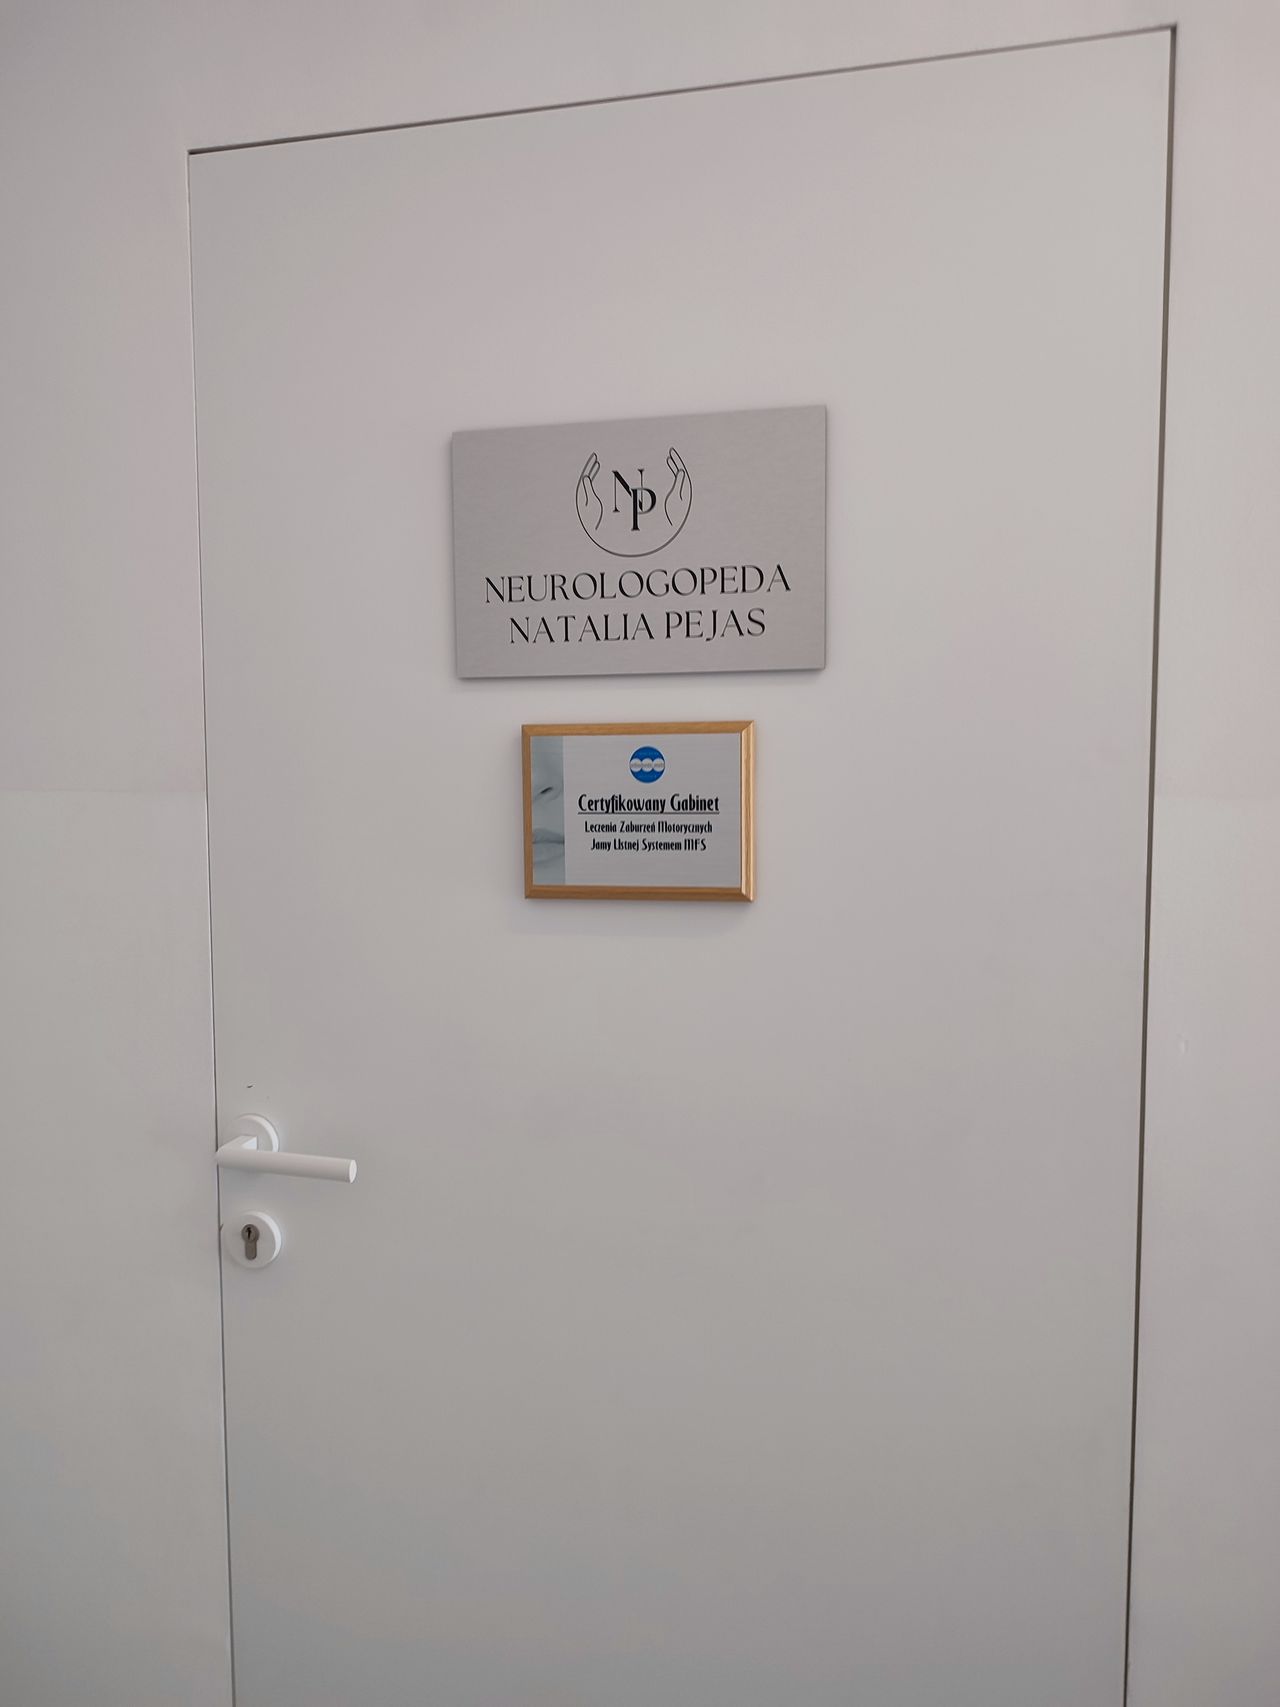 NP
NEUROLOGOPEDA
NATALIA PEJAS
Certyfikowany Gabinet
Leczenia Zaburzeń Motorycznych
Jamy Ustnej Systemem MFS